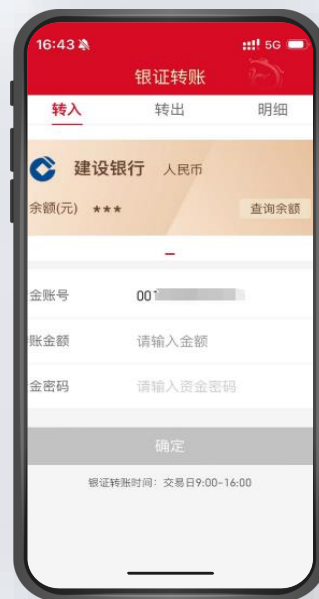 16:43 5G
银证转账
转入 转出 明细
建设银行 人民币
余额(元) *** 查询余额
金账号 001
账金额 请输入金额
金密码 请输入资金密码
确定
银证转账时间：交易日9:00-16:00